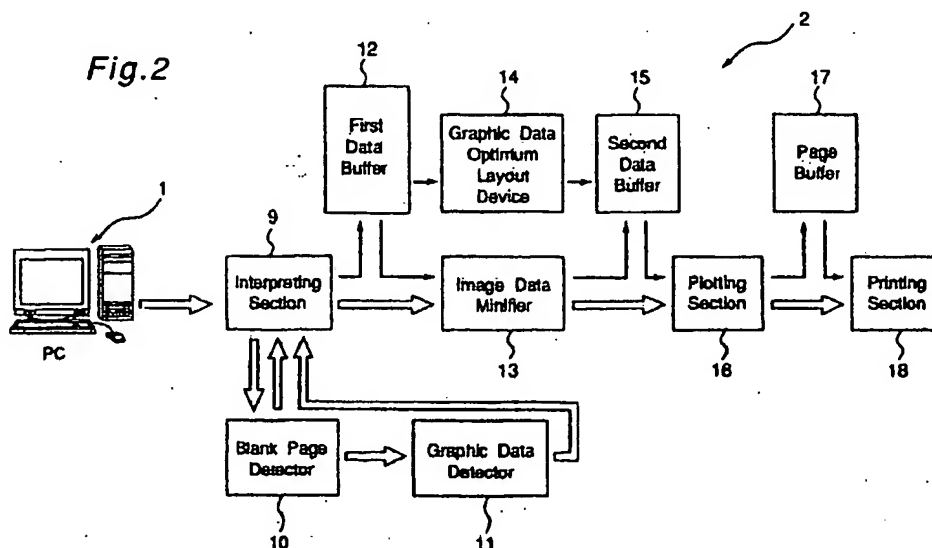 Fig.2
2
12
14
15
17
First
Data
Buffer
Graphic Data
Optimum
Layout
Device
Second
Data
Buffer
Page
Buffer
1
9
Interpreting
Section
Image Data
Minifier
Plotting
Section
Printing
Section
PC
13
16
18
Blank Page
Detector
Graphic Data
Detector
10
11